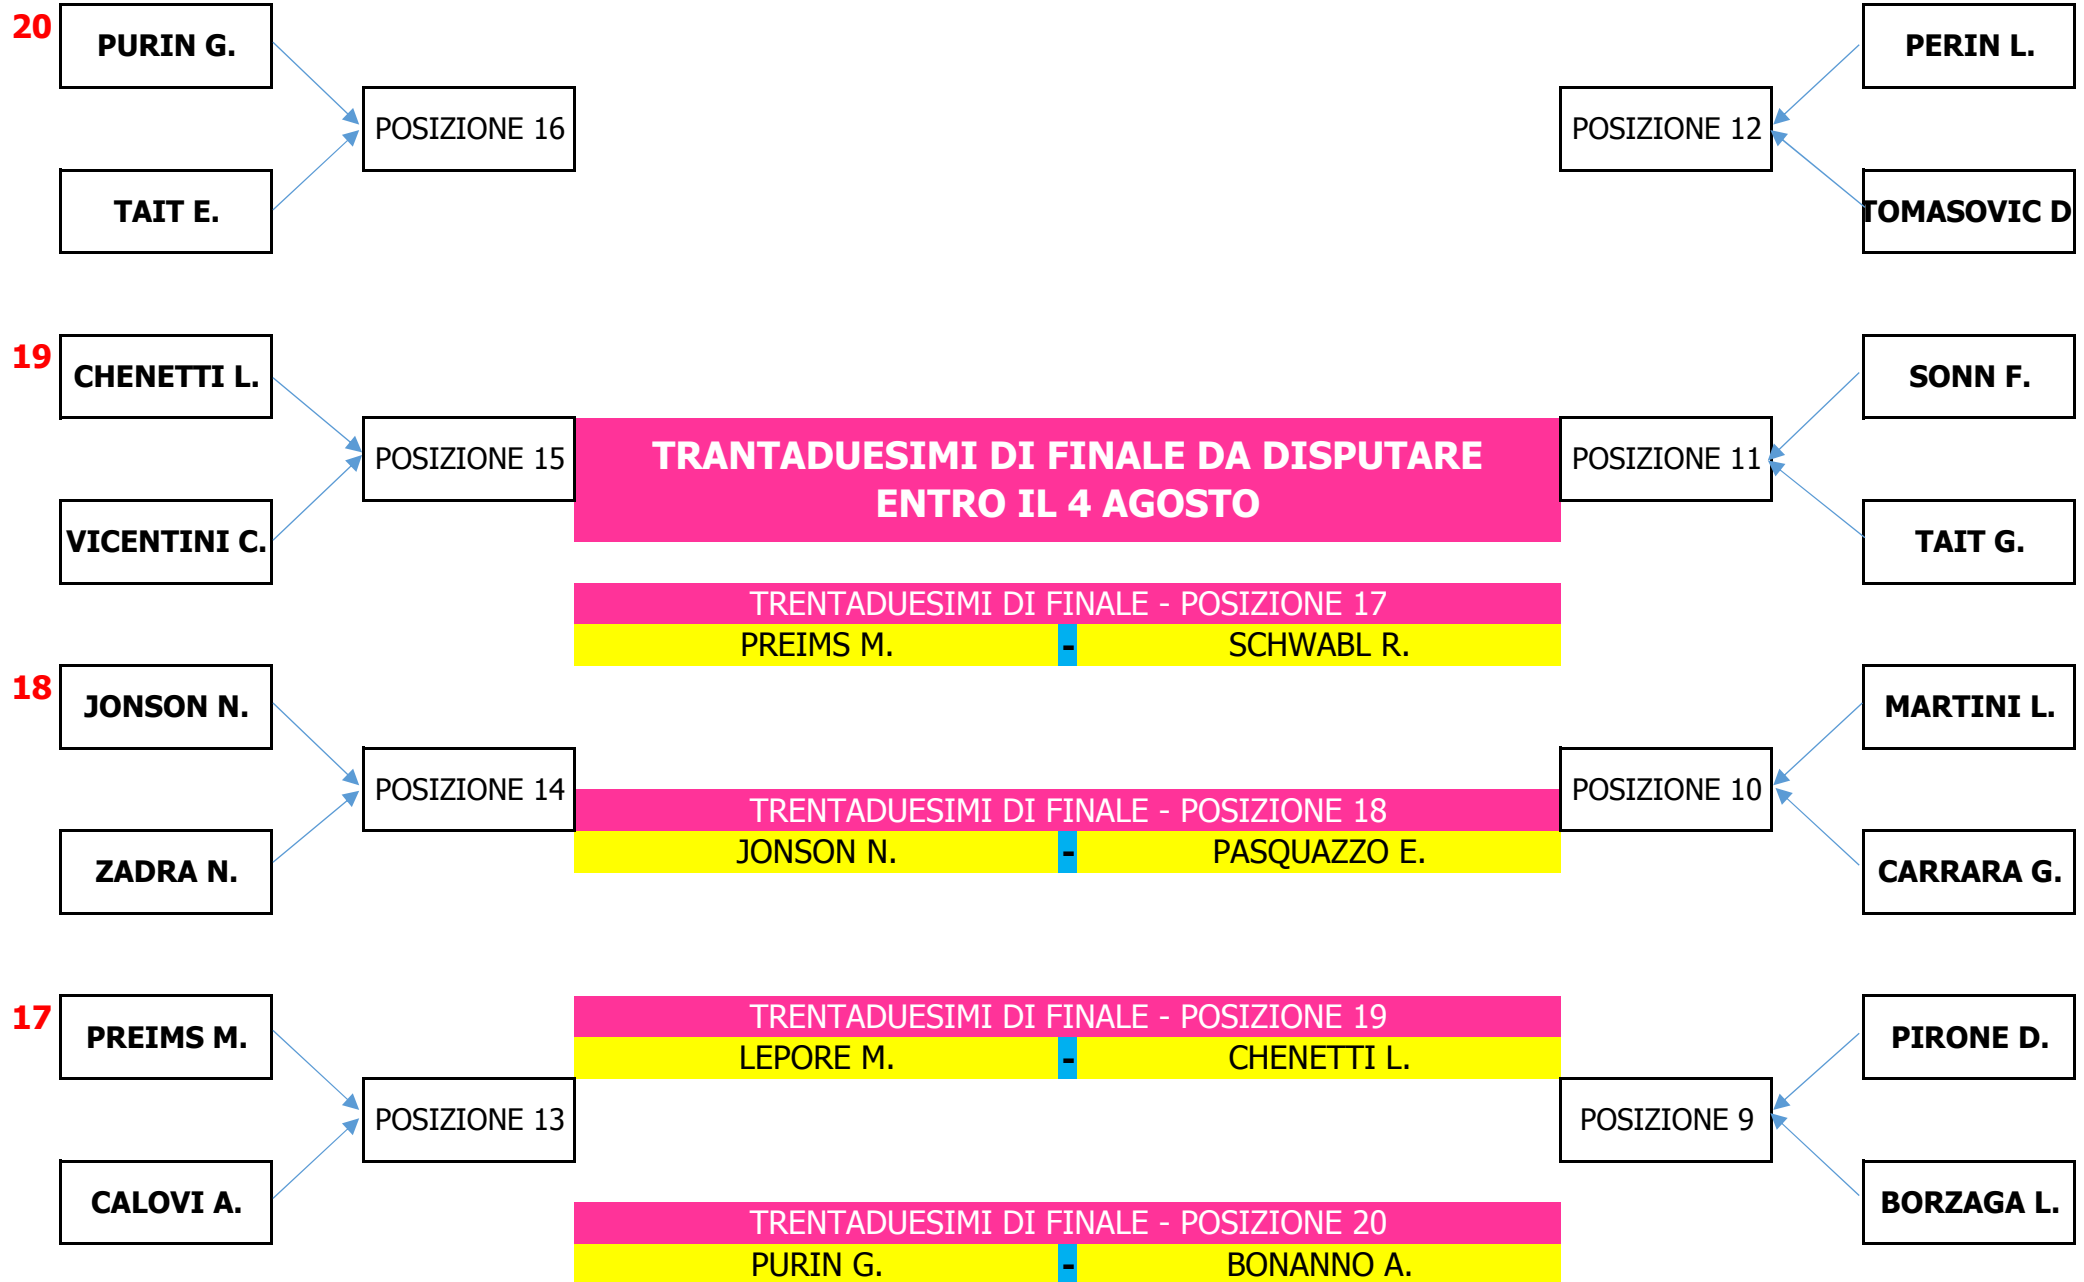 20
PURIN G.
PERIN L.
POSIZIONE 16
POSIZIONE 12
TAIT E.
TOMASOVIC D
19
CHENETTI L.
SONN F.
POSIZIONE 15
TRANTADUESIMI DI FINALE DA DISPUTARE
ENTRO IL 4 AGOSTO
POSIZIONE 11
VICENTINI C.
TAIT G.
TRENTADUESIMI DI FINALE - POSIZIONE 17
PREIMS M. - SCHWABL R.
18
JONSON N.
MARTINI L.
POSIZIONE 14
POSIZIONE 10
TRENTADUESIMI DI FINALE - POSIZIONE 18
JONSON N. - PASQUAZZO E.
ZADRA N.
CARRARA G.
17
PREIMS M.
TRENTADUESIMI DI FINALE - POSIZIONE 19
PIRONE D.
LEPORE M. - CHENETTI L.
POSIZIONE 13
POSIZIONE 9
CALOVI A.
BORZAGA L.
TRENTADUESIMI DI FINALE - POSIZIONE 20
PURIN G. - BONANNO A.